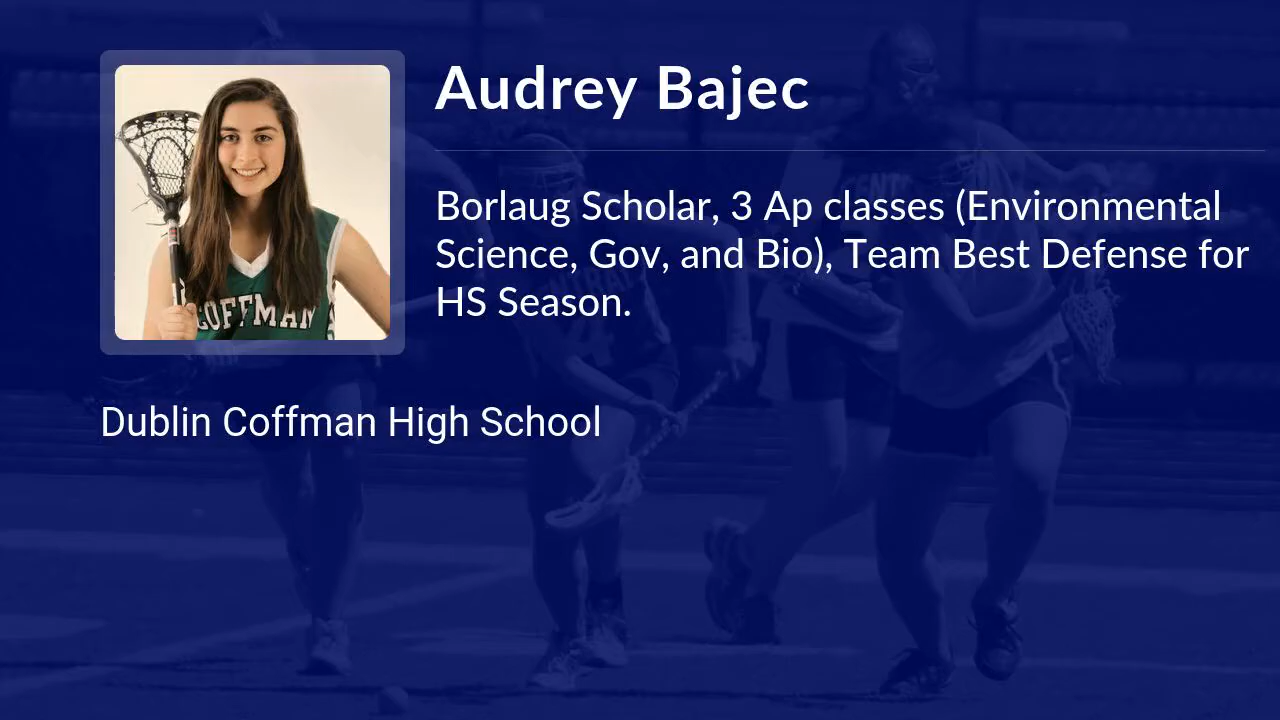 Audrey Bajec
Borlaug Scholar, 3 Ap classes (Environmental
Science, Gov, and Bio), Team Best Defense for
HS Season.
COFFMAN
Dublin Coffman High School